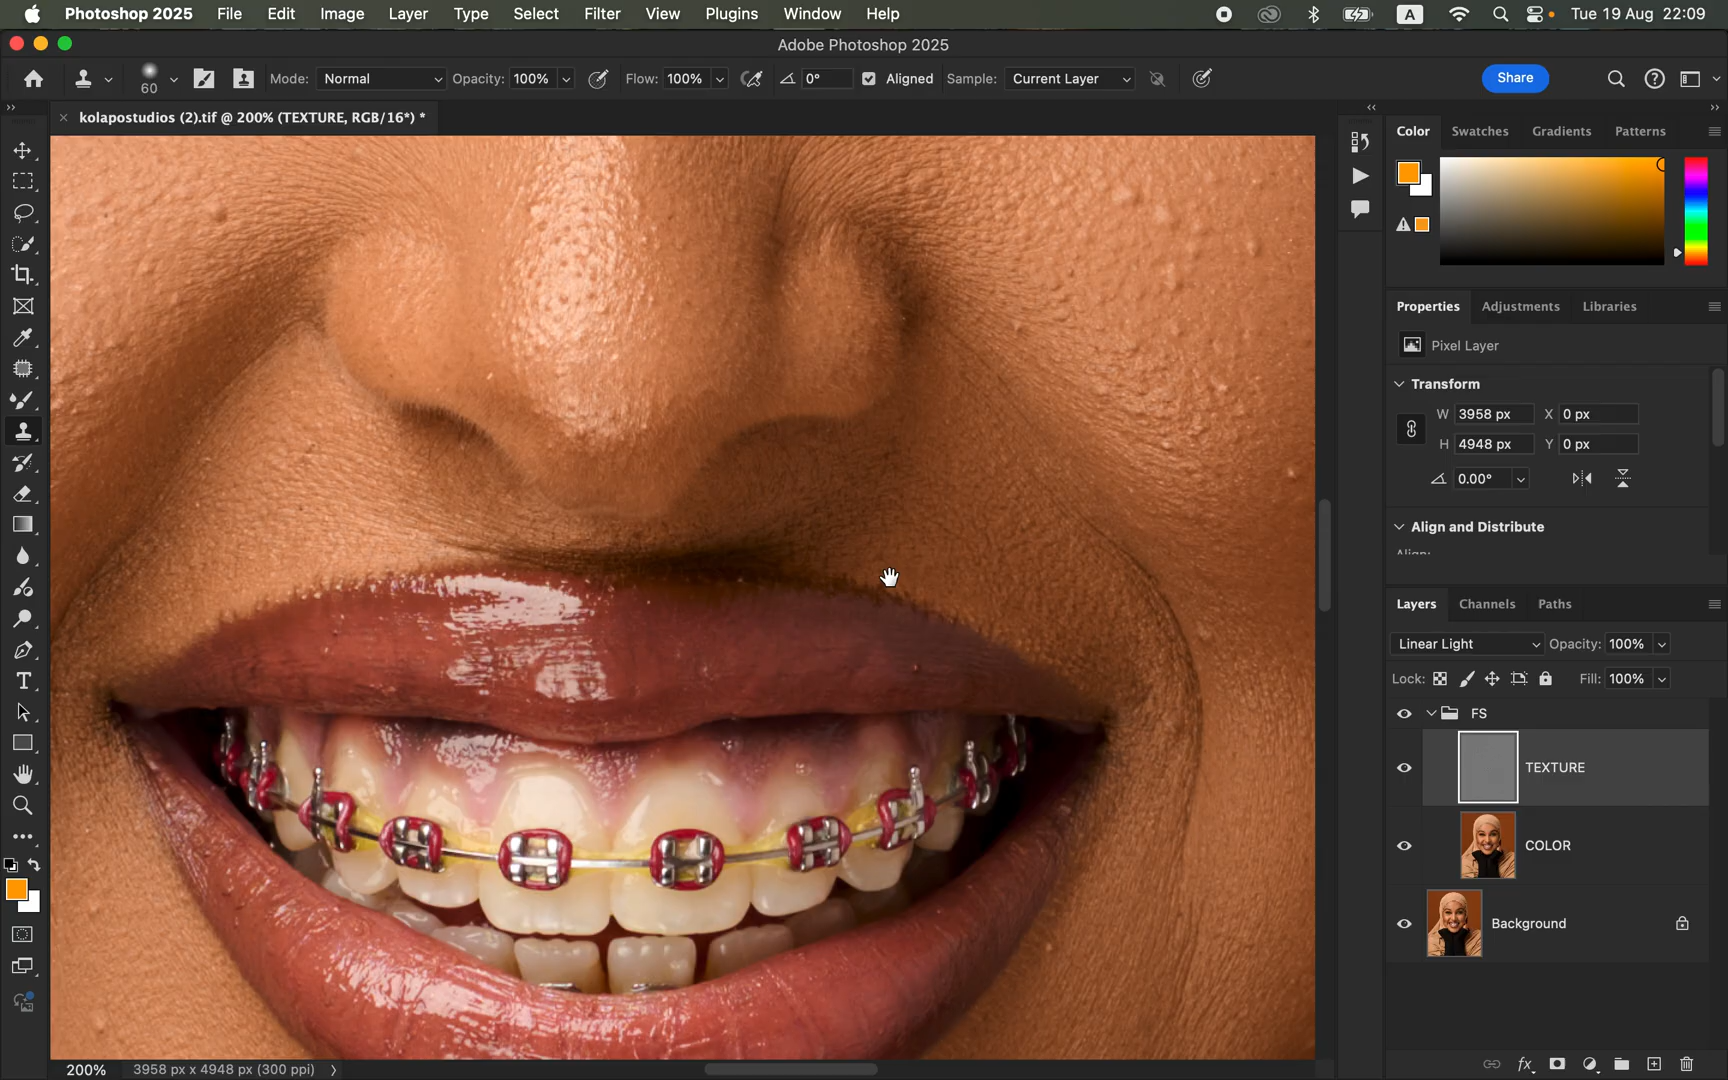 Photoshop 2025 File Edit Image Layer Type Select Filter View Plugins Window Help A Tue 19 Aug 22:09
Adobe Photoshop 2025
60 Mode: Normal Opacity: 100% Flow: 100% 0° Aligned Sample: Current Layer Share
kolapostudios (2).tif @ 200% (TEXTURE, RGB/16*) *
Color Swatches Gradients Patterns
Properties Adjustments Libraries
Pixel Layer
Transform
W 3958 px X 0 px
H 4948 px Y 0 px
0.00°
Align and Distribute
Align:
Layers Channels Paths
Linear Light Opacity: 100%
Lock: Fill: 100%
FS
TEXTURE
COLOR
Background
200% 3958 px x 4948 px (300 ppi)